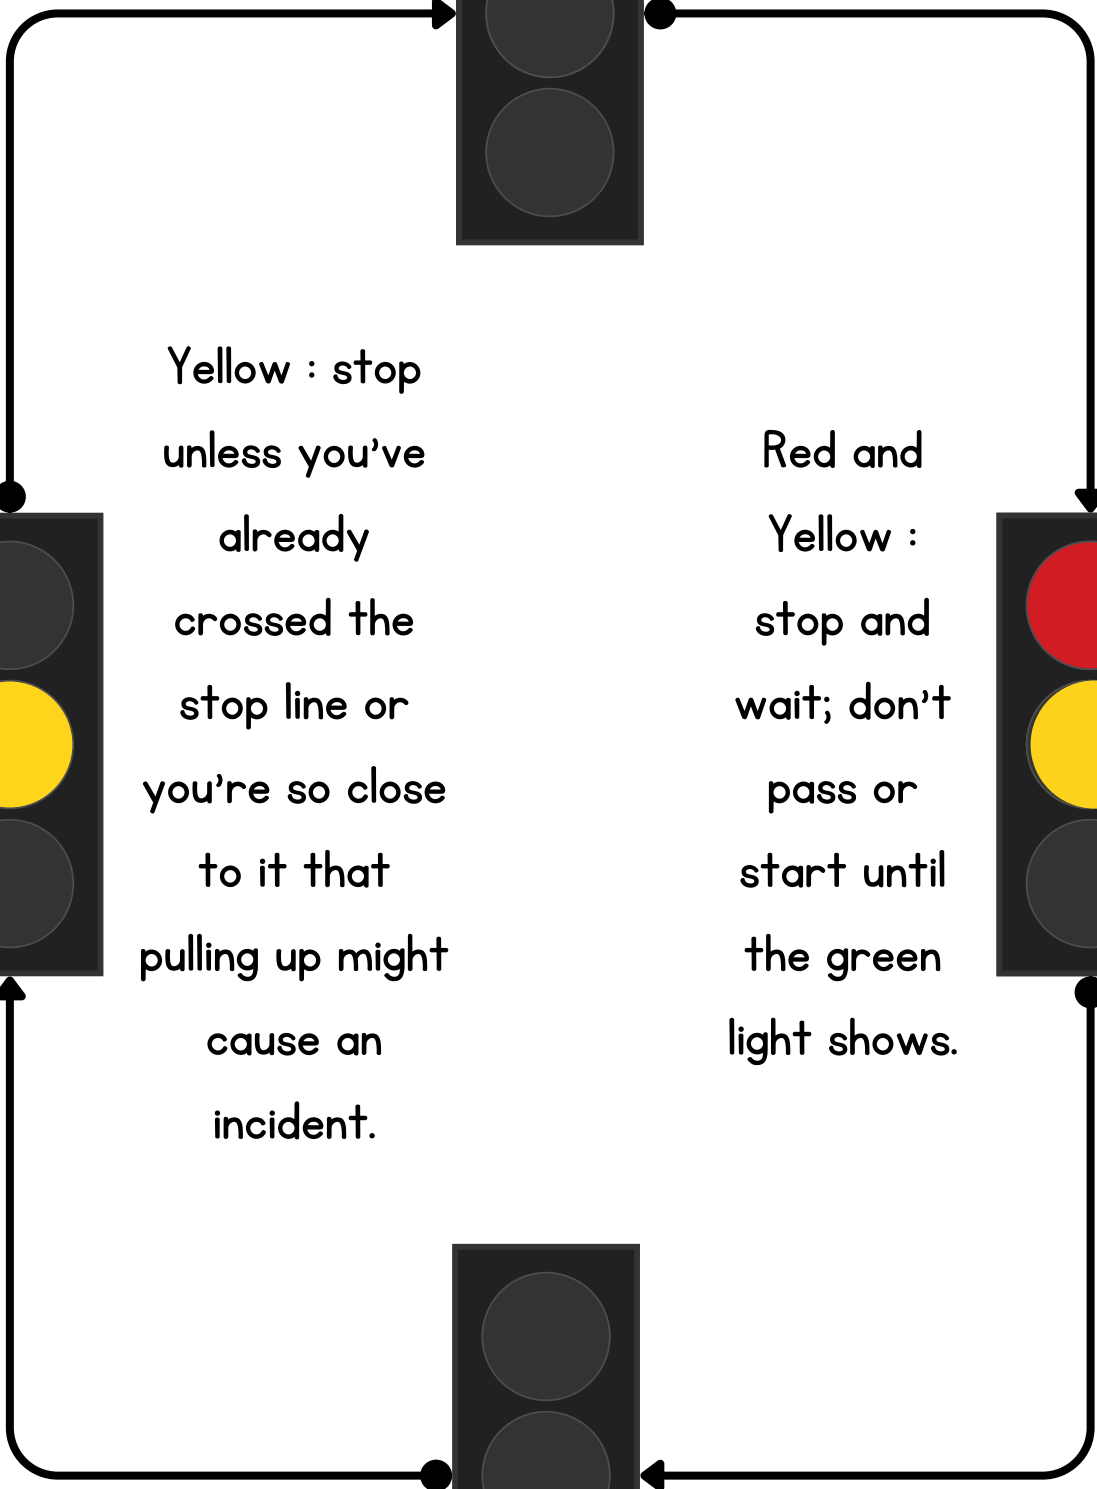 Yellow : stop
unless you've
already
crossed the
stop line or
you're so close
to it that
pulling up might
cause an
incident.
Red and
Yellow :
stop and
wait; don't
pass or
start until
the green
light shows.